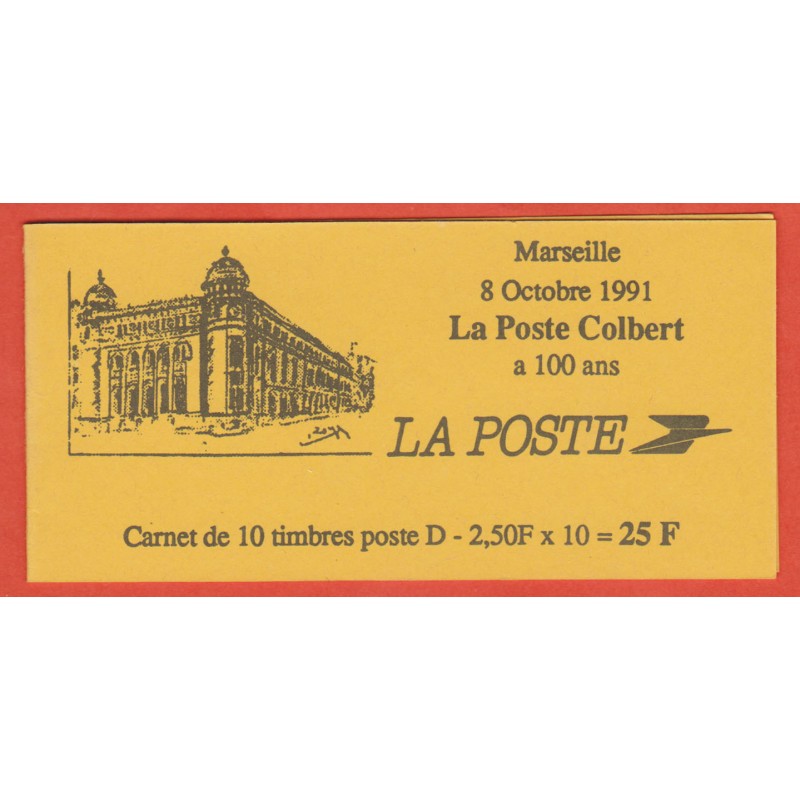 Marseille
8 Octobre 1991
La Poste Colbert
a 100 ans
LA POSTE
Carnet de 10 timbres poste D - 2,50F x 10 = 25 F